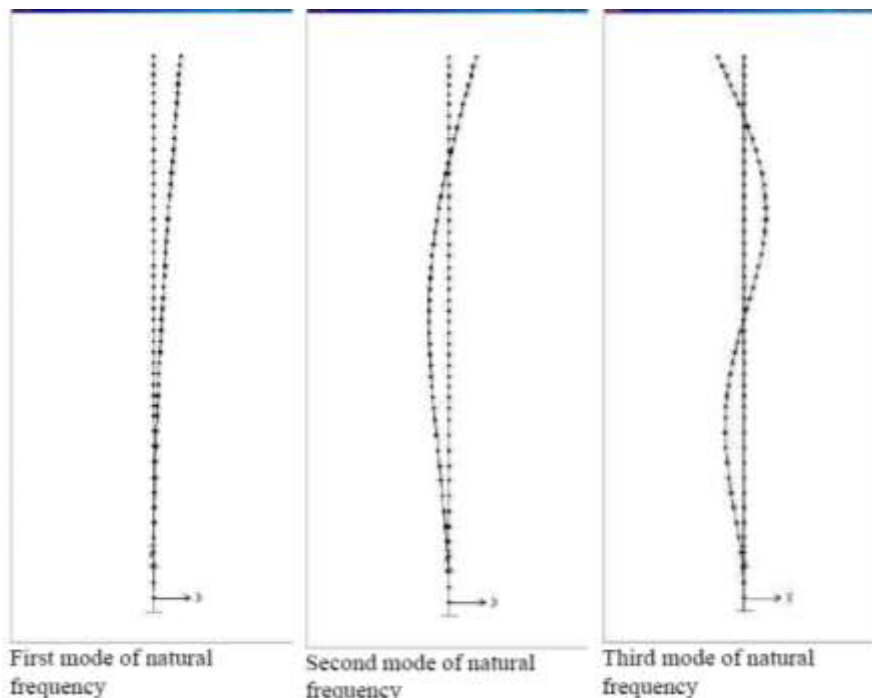 First mode of natural
frequency
Second mode of natural
frequency
Third mode of natural
frequency